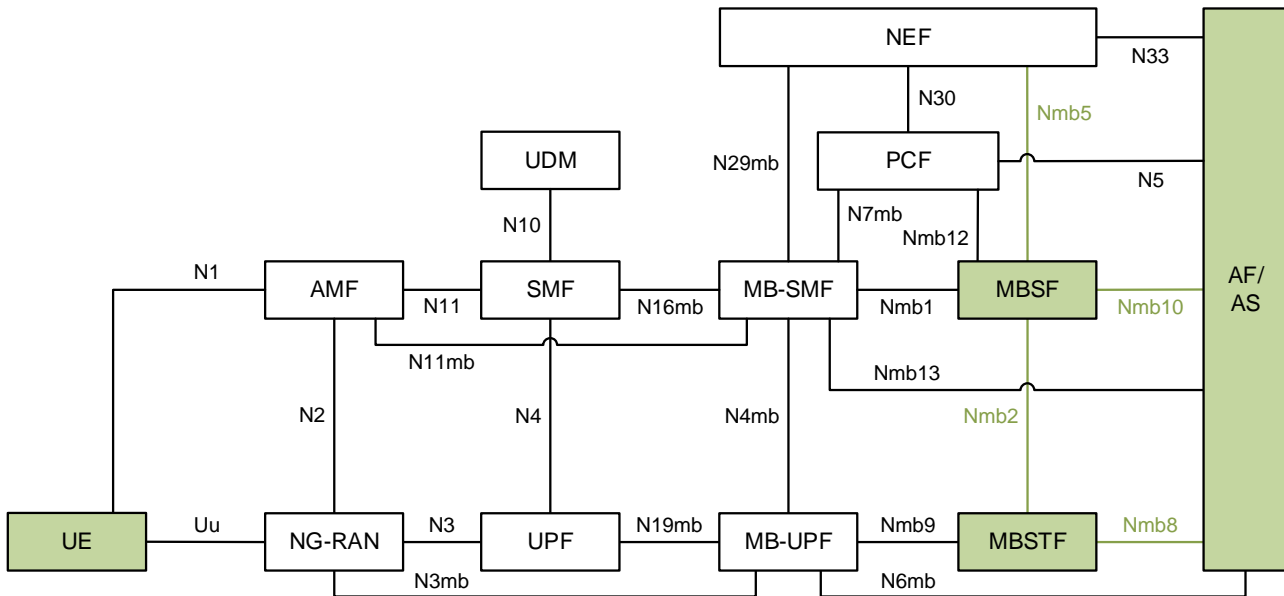 NEF
N33
N30
Nmb5
UDM
PCF
N29mb
N5
N10
N7mb
Nmb12
N1
AMF
N11
SMF
N16mb
MB-SMF
Nmb1
MBSF
Nmb10
AF/
AS
N11mb
Nmb13
N2
N4
N4mb
Nmb2
UE
Uu
NG-RAN
N3
UPF
N19mb
MB-UPF
Nmb9
MBSTF
Nmb8
N3mb
N6mb